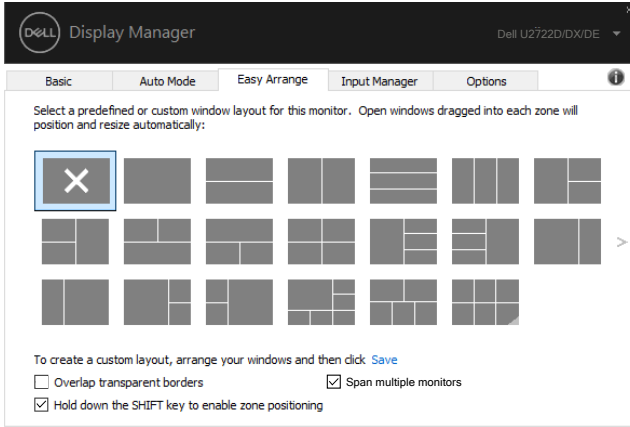 DELL Display Manager
Dell U2722D/DX/DE
Basic Auto Mode Easy Arrange Input Manager Options
Select a predefined or custom window layout for this monitor. Open windows dragged into each zone will
position and resize automatically:
To create a custom layout, arrange your windows and then click Save
Overlap transparent borders
Span multiple monitors
Hold down the SHIFT key to enable zone positioning